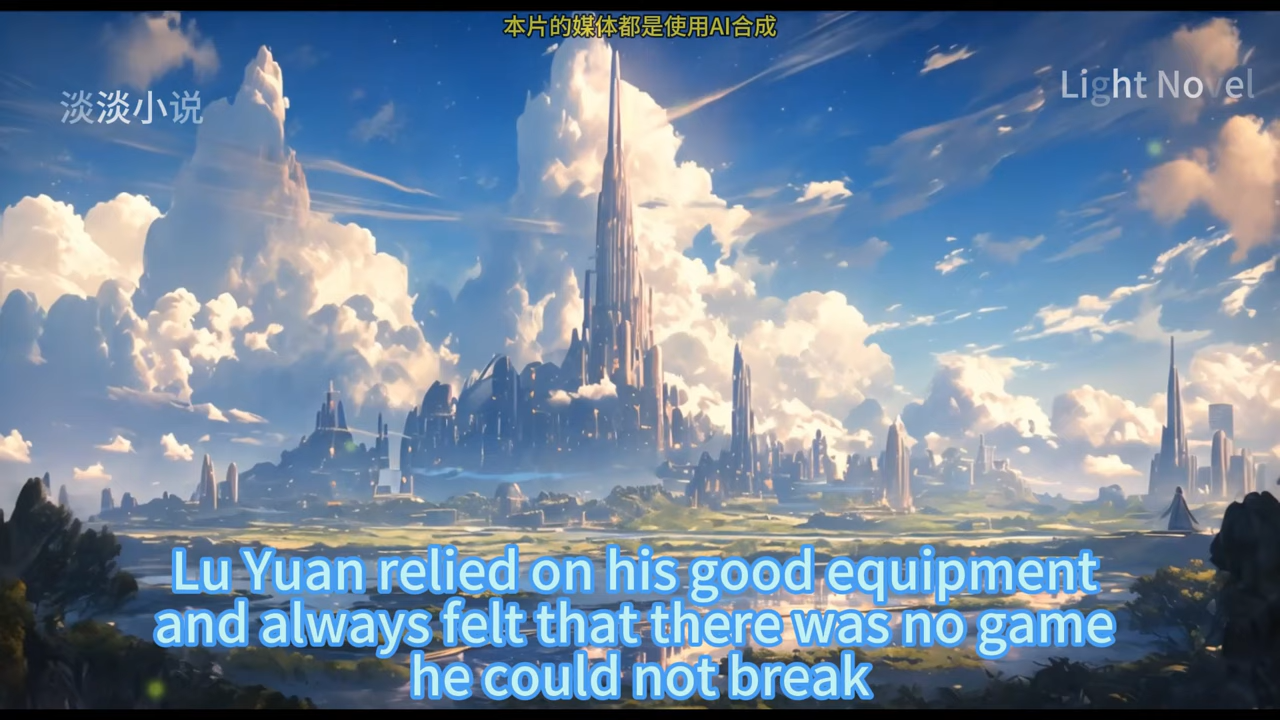 本片的媒体都是使用AI合成
淡淡小说
Light Novel
Lu Yuan relied on his good equipment
and always felt that there was no game
he could not break